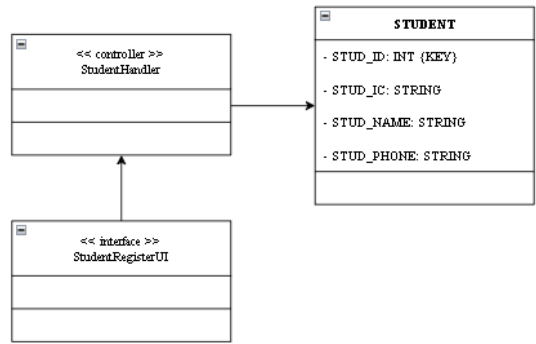 << controller >>
StudentHandler
STUDENT
- STUD_ID: INT {KEY}
- STUD_IC: STRING
- STUD_NAME: STRING
- STUD_PHONE: STRING
<< interface >>
StudentRegisterUI